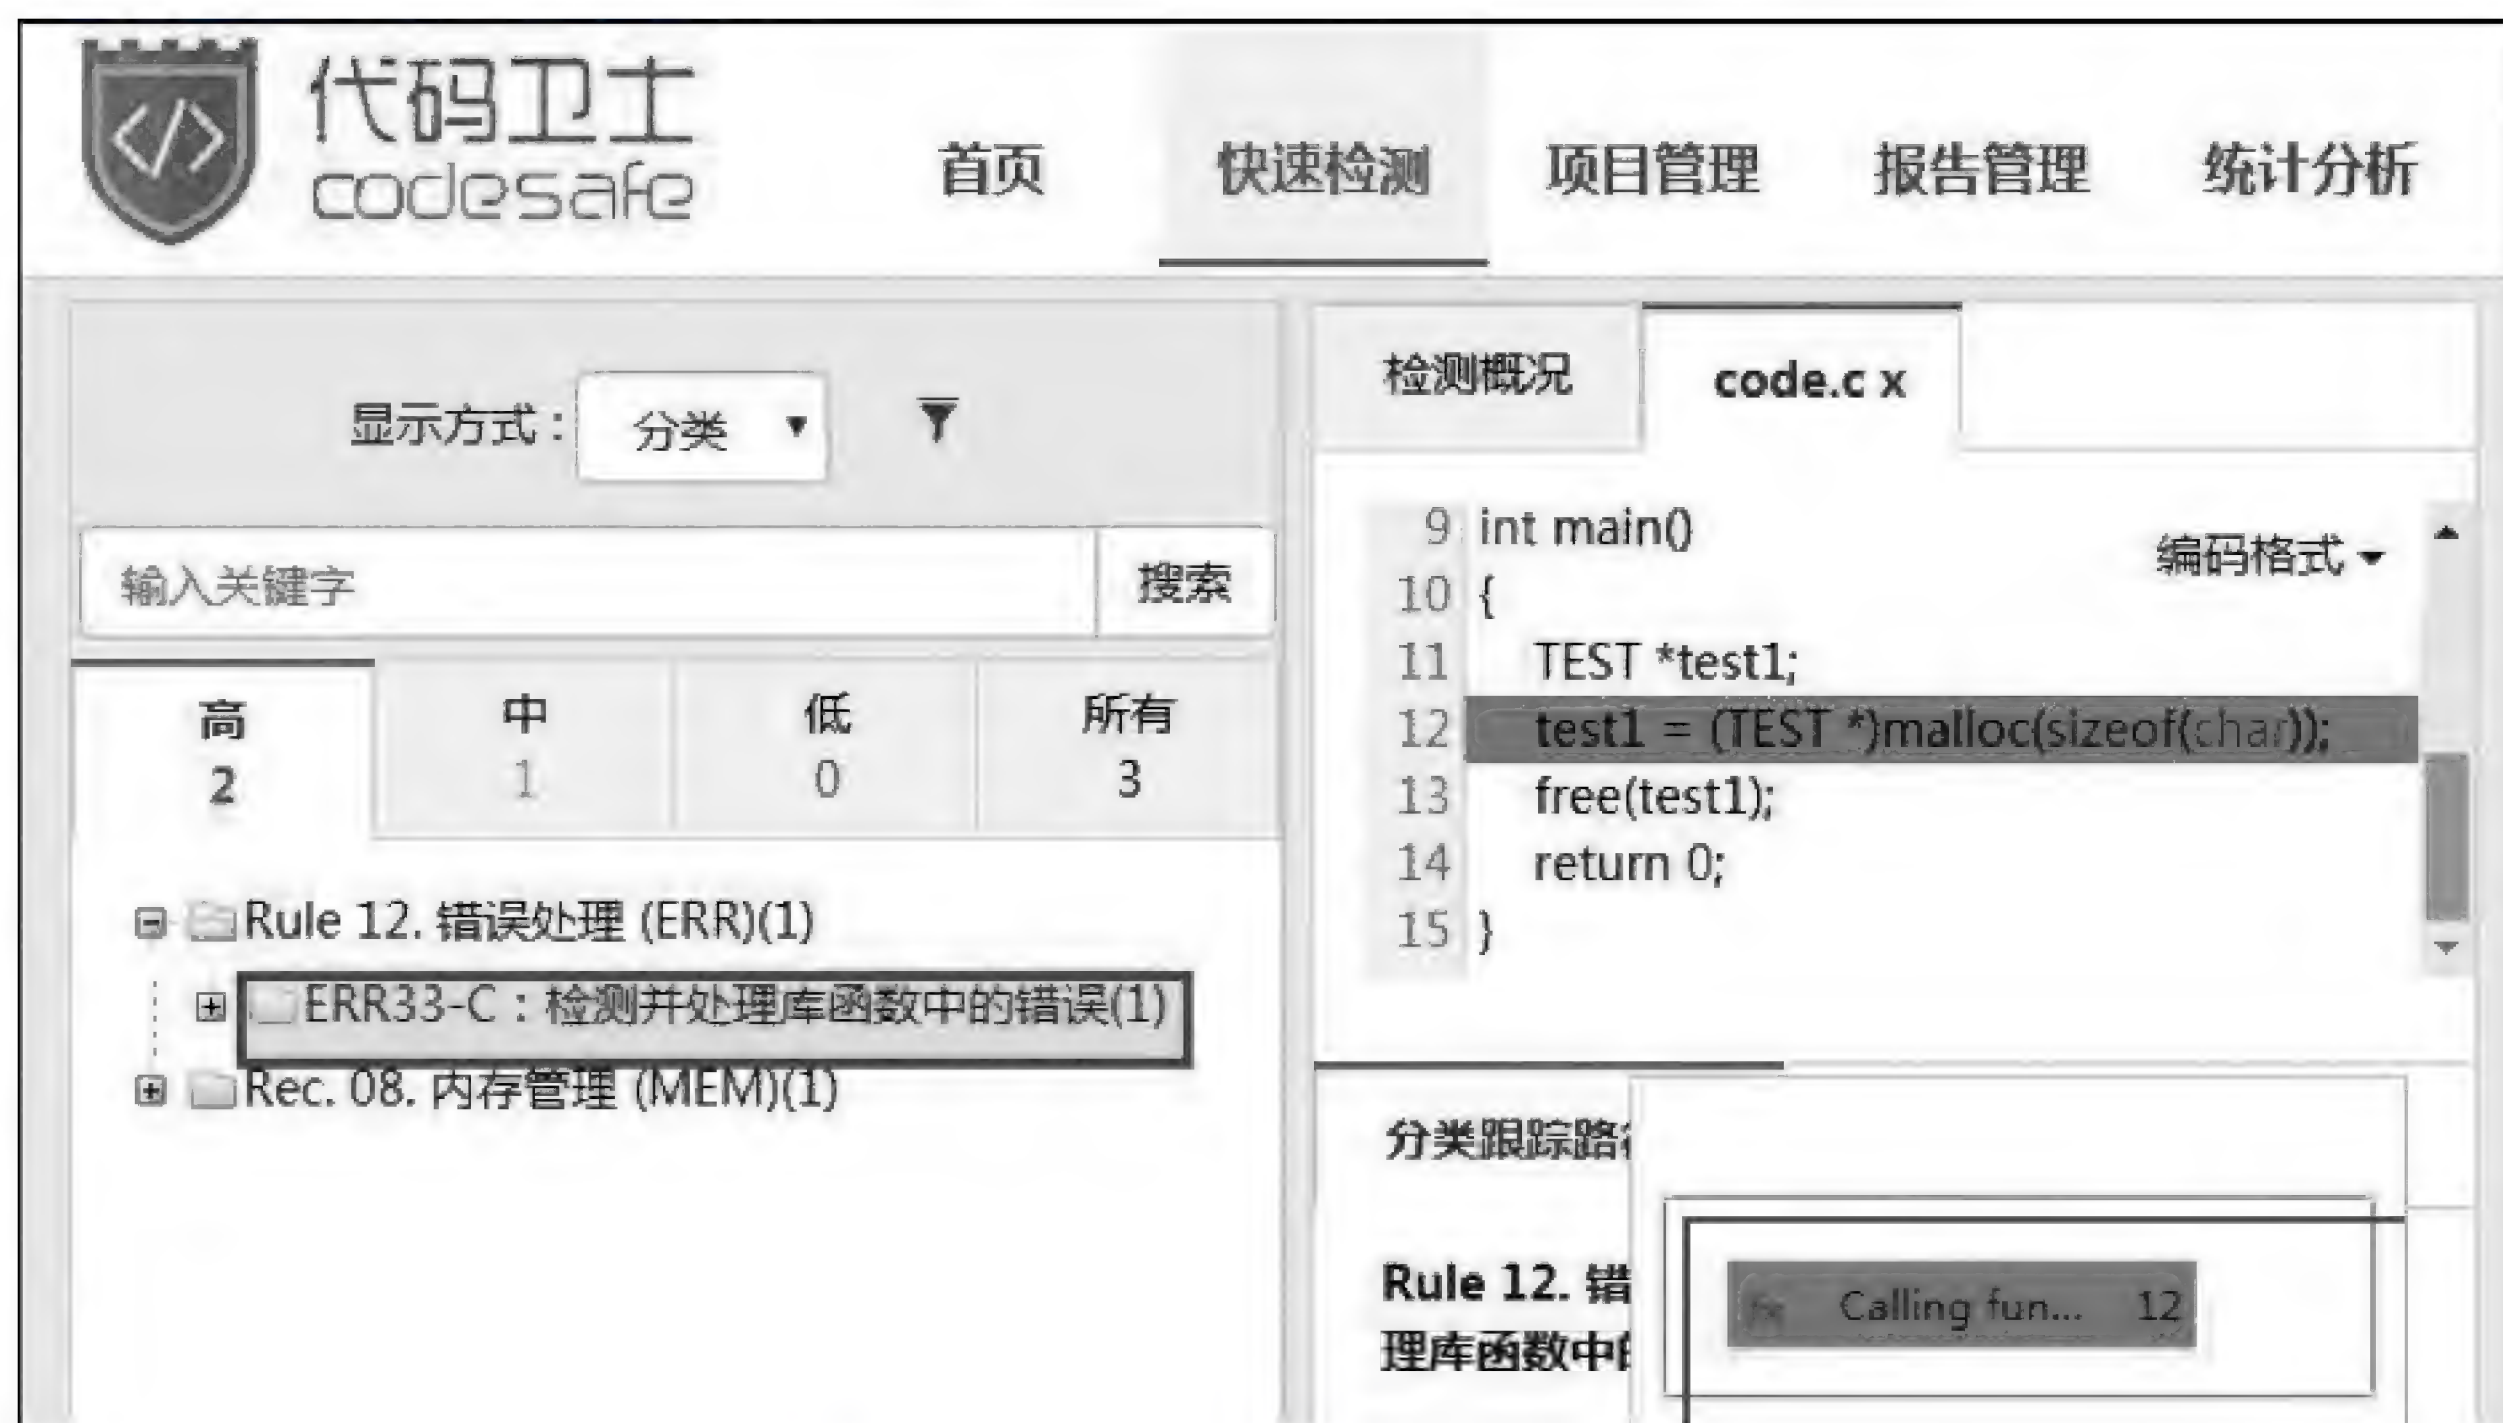 代码卫士
codesafe
首页 快速检测 项目管理 报告管理 统计分析
显示方式： 分类
输入关键字 搜索
高 中 低 所有
2 1 0 3
Rule 12. 错误处理 (ERR)(1)
ERR33-C：检测并处理库函数中的错误(1)
Rec. 08. 内存管理 (MEM)(1)
检测概况 code.c x
编码格式
9 int main()
10 {
11 TEST *test1;
12 test1 = (TEST *)malloc(sizeof(char));
13 free(test1);
14 return 0;
15 }
分类跟踪路
Rule 12. 错
理库函数中
fx Calling fun... 12